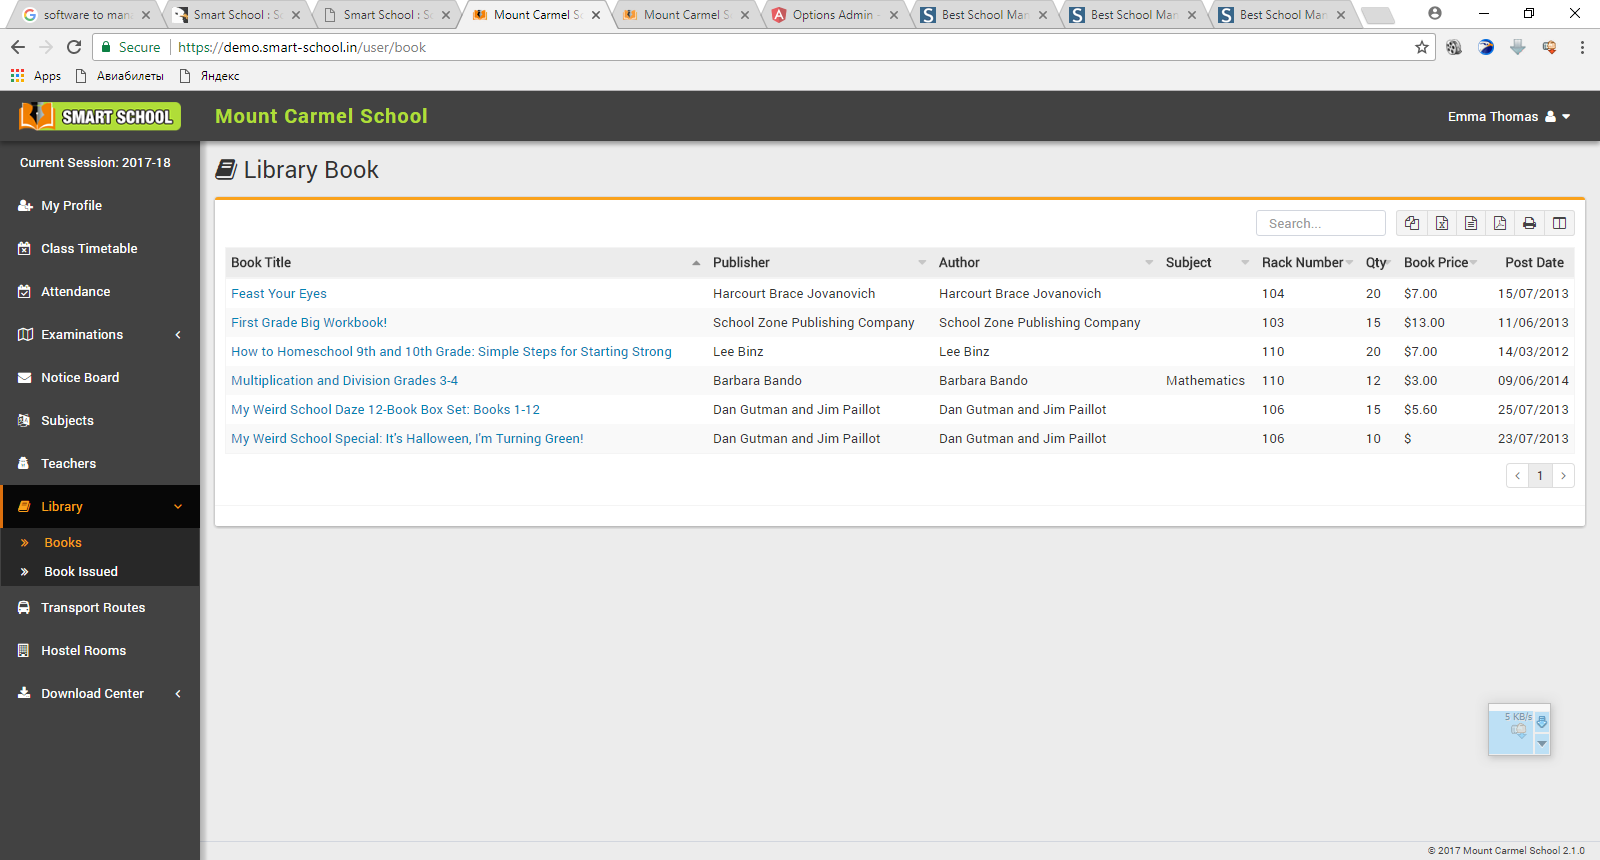 software to mana
Smart School : Sc
Smart School : Sc
Mount Carmel Sc
Mount Carmel Sc
Options Admin -
Best School Man
Best School Man
Best School Man
Secure
https://demo.smart-school.in/user/book
Apps
Авиабилеты
Яндекс
SMART SCHOOL
Mount Carmel School
Emma Thomas
Current Session: 2017-18
My Profile
Class Timetable
Attendance
Examinations
Notice Board
Subjects
Teachers
Library
Books
Book Issued
Transport Routes
Hostel Rooms
Download Center
Library Book
Search...
Book Title Publisher Author Subject Rack Number Qty Book Price Post Date
Feast Your Eyes Harcourt Brace Jovanovich Harcourt Brace Jovanovich 104 20 $7.00 15/07/2013
First Grade Big Workbook! School Zone Publishing Company School Zone Publishing Company 103 15 $13.00 11/06/2013
How to Homeschool 9th and 10th Grade: Simple Steps for Starting Strong Lee Binz Lee Binz 110 20 $7.00 14/03/2012
Multiplication and Division Grades 3-4 Barbara Bando Barbara Bando Mathematics 110 12 $3.00 09/06/2014
My Weird School Daze 12-Book Box Set: Books 1-12 Dan Gutman and Jim Paillot Dan Gutman and Jim Paillot 106 15 $5.60 25/07/2013
My Weird School Special: It's Halloween, I'm Turning Green! Dan Gutman and Jim Paillot Dan Gutman and Jim Paillot 106 10 $ 23/07/2013
1
5 KB/s
© 2017 Mount Carmel School 2.1.0